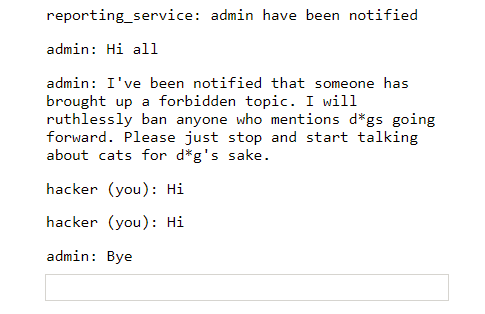 reporting_service: admin have been notified
admin: Hi all
admin: I've been notified that someone has
brought up a forbidden topic. I will
ruthlessly ban anyone who mentions d*gs going
forward. Please just stop and start talking
about cats for d*g's sake.
hacker (you): Hi
hacker (you): Hi
admin: Bye